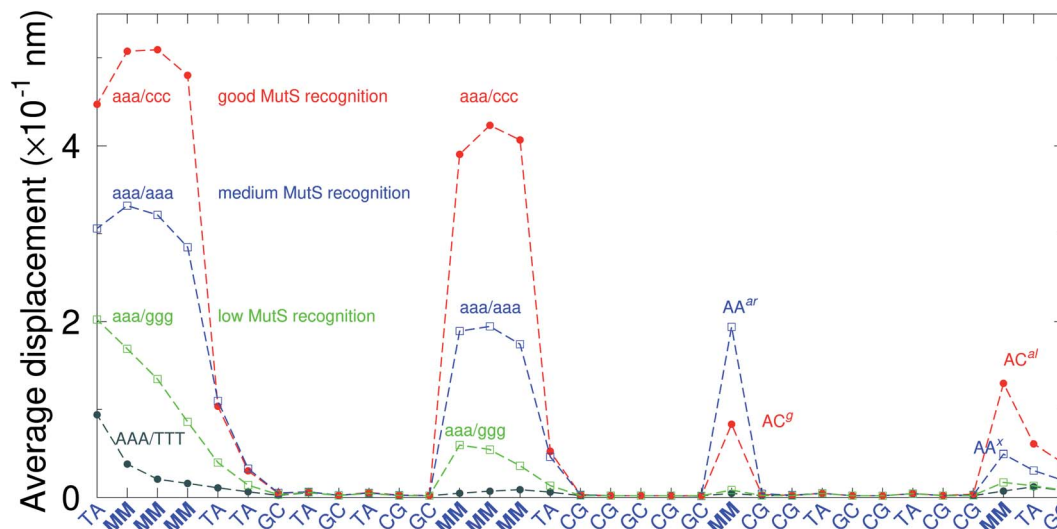 Average displacement (×10⁻¹ nm)
4
2
0
aaa/ccc good MutS recognition
aaa/ccc
aaa/aaa medium MutS recognition
aaa/ggg low MutS recognition
aaa/aaa
AA^ar
AC^al
AC^g
AAA/TTT
aaa/ggg
AA^x
TA MM MM MM TA TA GC TA GC TA CG GC MM MM MM TA CG GC CG CG GC MM CG CG TA GC GC TA CG CG MM TA